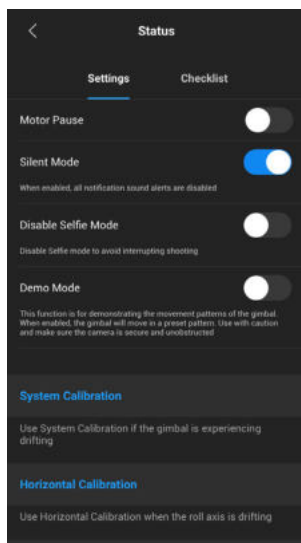 Status
Settings Checklist
Motor Pause
Silent Mode
When enabled, all notification sound alerts are disabled
Disable Selfie Mode
Disable Selfie mode to avoid interrupting shooting
Demo Mode
This function is for demonstrating the movement patterns of the gimbal.
When enabled, the gimbal will move in a preset pattern. Use with caution
and make sure the camera is secure and unobstructed
System Calibration
Use System Calibration if the gimbal is experiencing
drifting
Horizontal Calibration
Use Horizontal Calibration when the roll axis is drifting